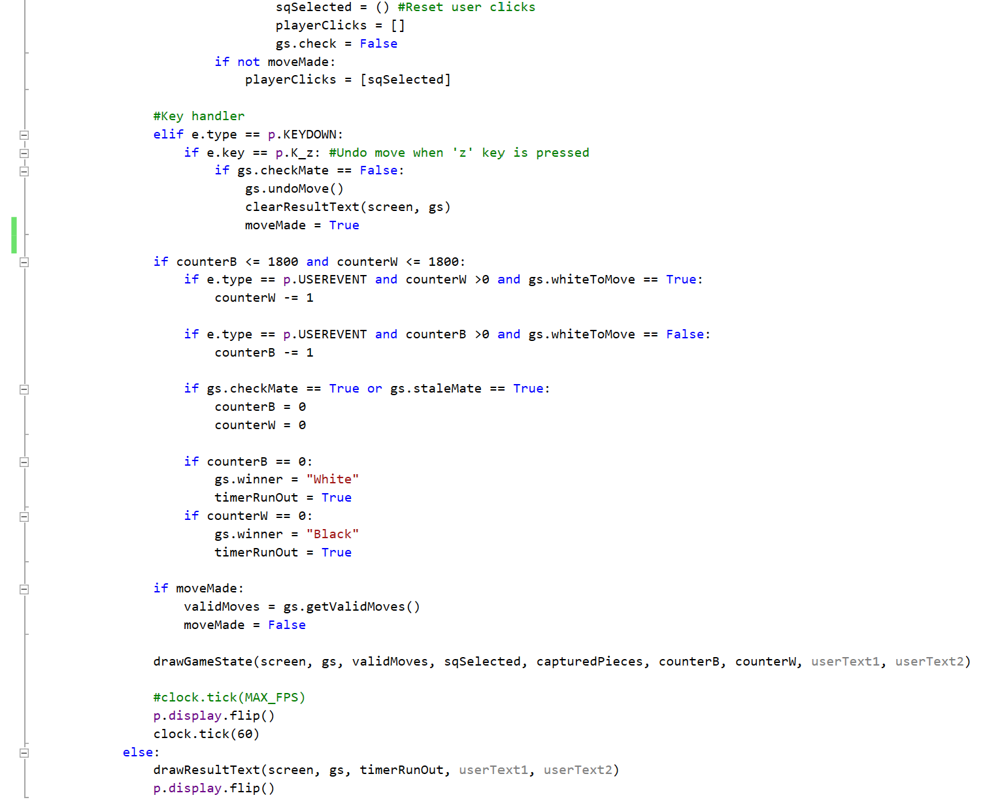 sqSelected = () #Reset user clicks
playerClicks = []
gs.check = False
if not moveMade:
playerClicks = [sqSelected]
#Key handler
elif e.type == p.KEYDOWN:
if e.key == p.K_z: #Undo move when 'z' key is pressed
if gs.checkMate == False:
gs.undoMove()
clearResultText(screen, gs)
moveMade = True
if counterB <= 1800 and counterW <= 1800:
if e.type == p.USEREVENT and counterW >0 and gs.whiteToMove == True:
counterW -= 1
if e.type == p.USEREVENT and counterB >0 and gs.whiteToMove == False:
counterB -= 1
if gs.checkMate == True or gs.staleMate == True:
counterB = 0
counterW = 0
if counterB == 0:
gs.winner = "White"
timerRunOut = True
if counterW == 0:
gs.winner = "Black"
timerRunOut = True
if moveMade:
validMoves = gs.getValidMoves()
moveMade = False
drawGameState(screen, gs, validMoves, sqSelected, capturedPieces, counterB, counterW, userText1, userText2)
#clock.tick(MAX_FPS)
p.display.flip()
clock.tick(60)
else:
drawResultText(screen, gs, timerRunOut, userText1, userText2)
p.display.flip()